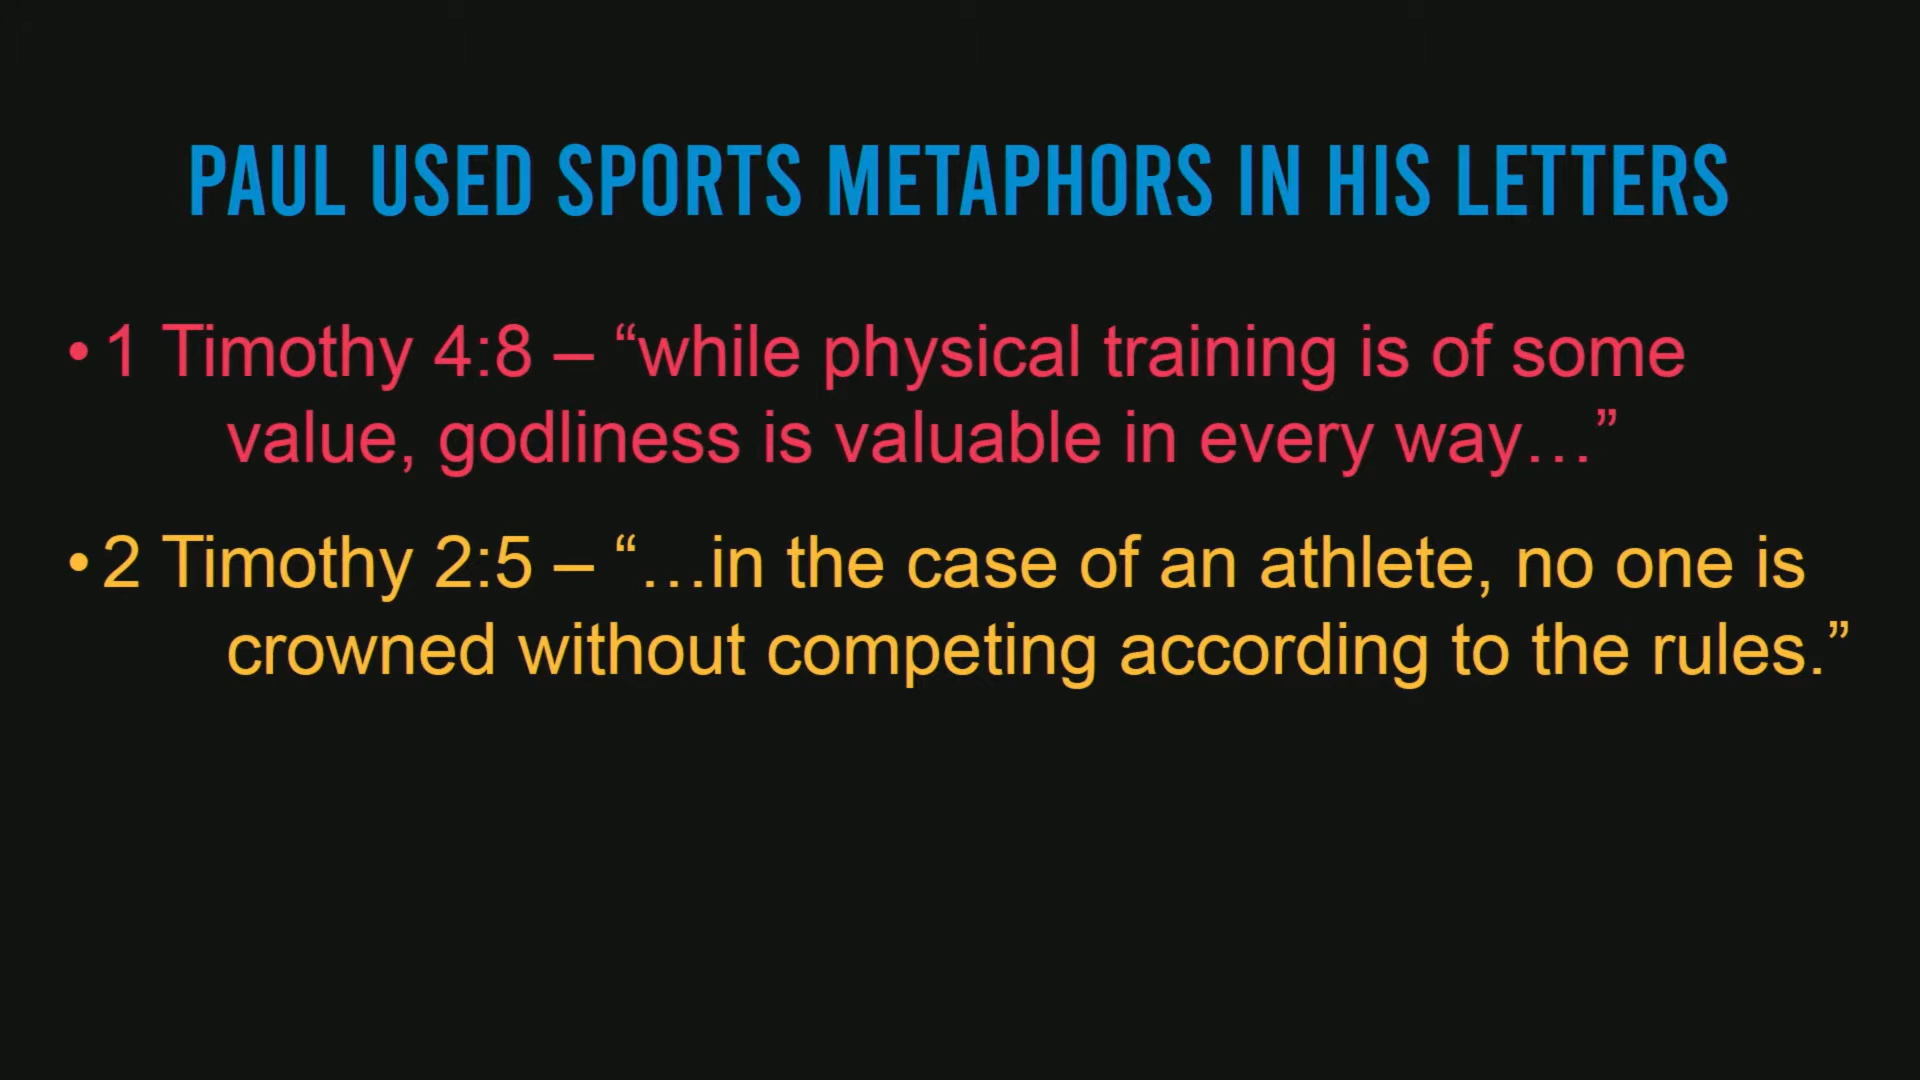 PAUL USED SPORTS METAPHORS IN HIS LETTERS
• 1 Timothy 4:8 – “while physical training is of some
value, godliness is valuable in every way…”
• 2 Timothy 2:5 – “…in the case of an athlete, no one is
crowned without competing according to the rules.”